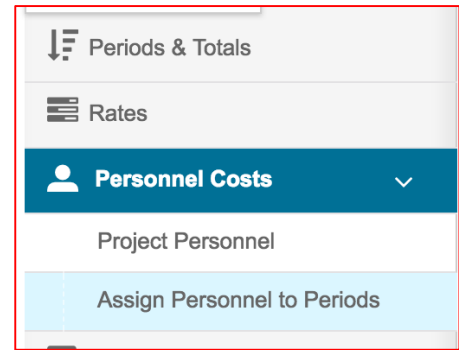 Periods & Totals
Rates
Personnel Costs
Project Personnel
Assign Personnel to Periods